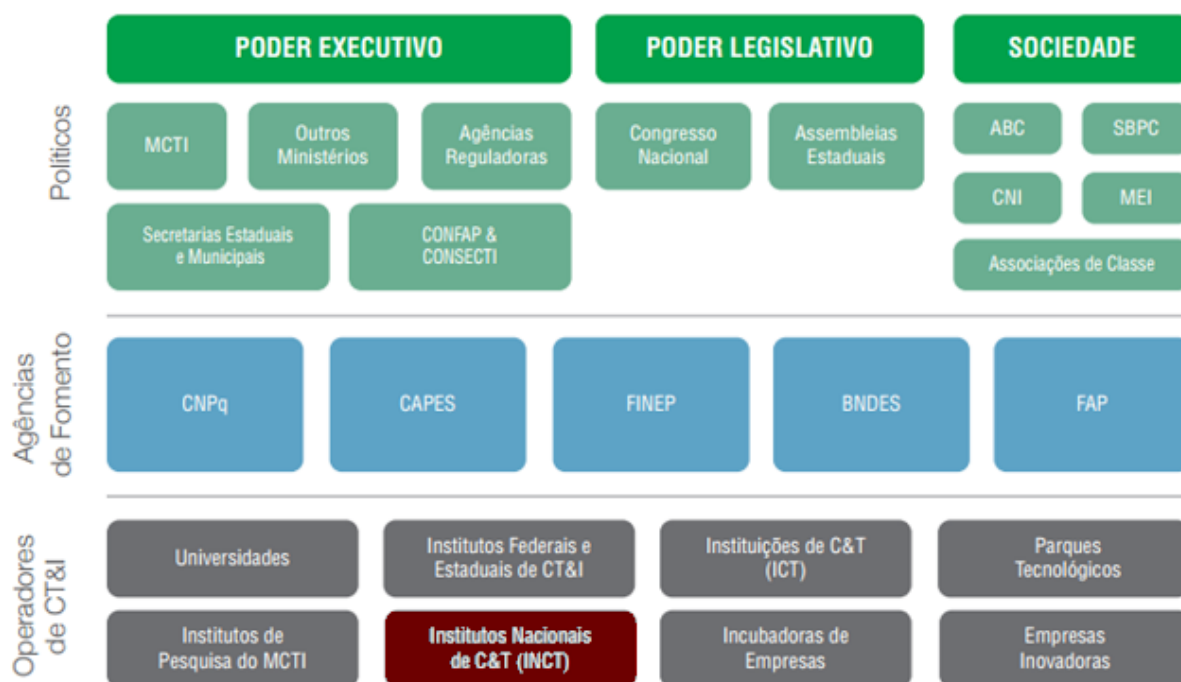 PODER EXECUTIVO
PODER LEGISLATIVO
SOCIEDADE
Políticos
MCTI
Outros
Ministérios
Agências
Reguladoras
Congresso
Nacional
Assembleias
Estaduais
ABC
SBPC
CNI
MEI
Secretarias Estaduais
e Municipais
CONFAP &
CONSECTI
Associações de Classe
Agências
de Fomento
CNPq
CAPES
FINEP
BNDES
FAP
Operadores
de CT&I
Universidades
Institutos Federais e
Estaduais de CT&I
Instituições de C&T
(ICT)
Parques
Tecnológicos
Institutos de
Pesquisa do MCTI
Institutos Nacionais
de C&T (INCT)
Incubadoras de
Empresas
Empresas
Inovadoras